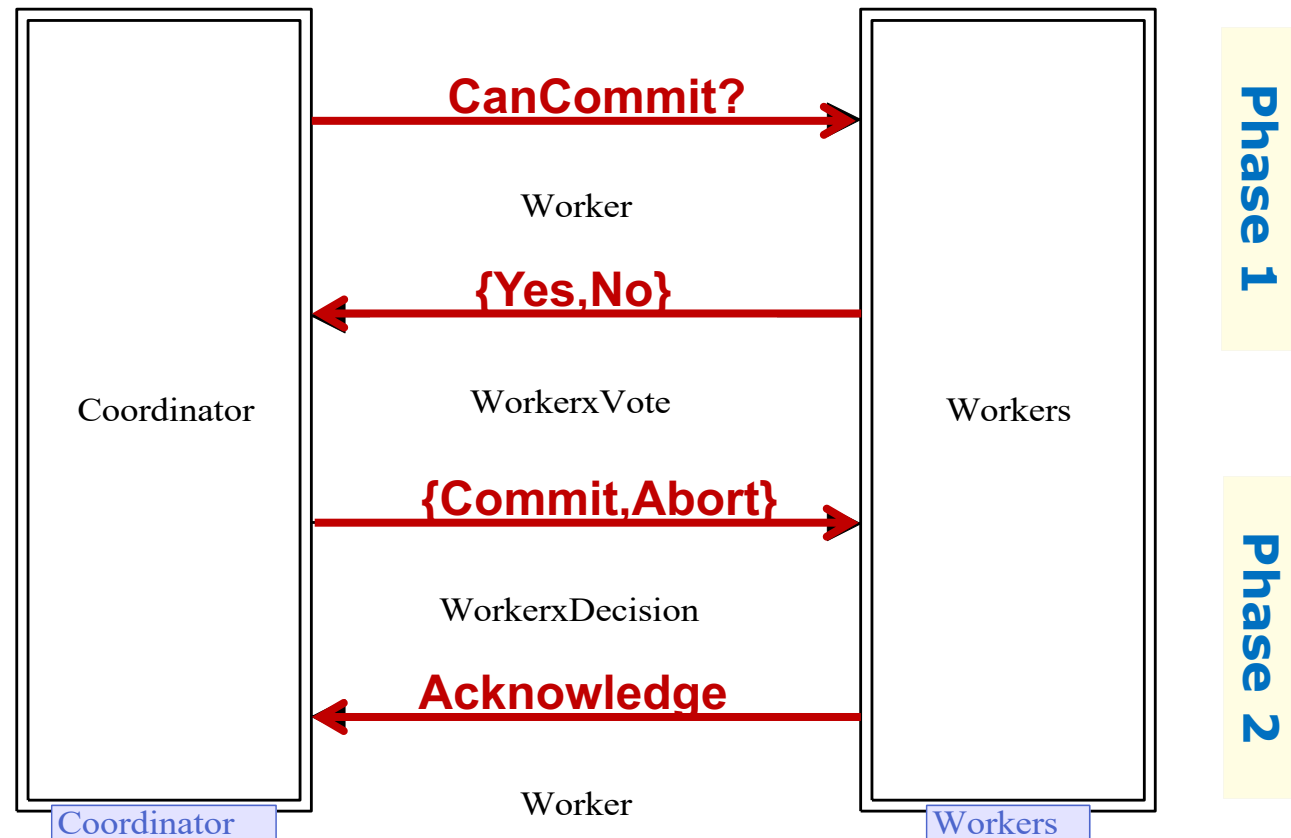 CanCommit?
Worker
{Yes,No}
WorkerxVote
Coordinator
Workers
{Commit,Abort}
WorkerxDecision
Acknowledge
Worker
Coordinator
Workers
Phase 1
Phase 2